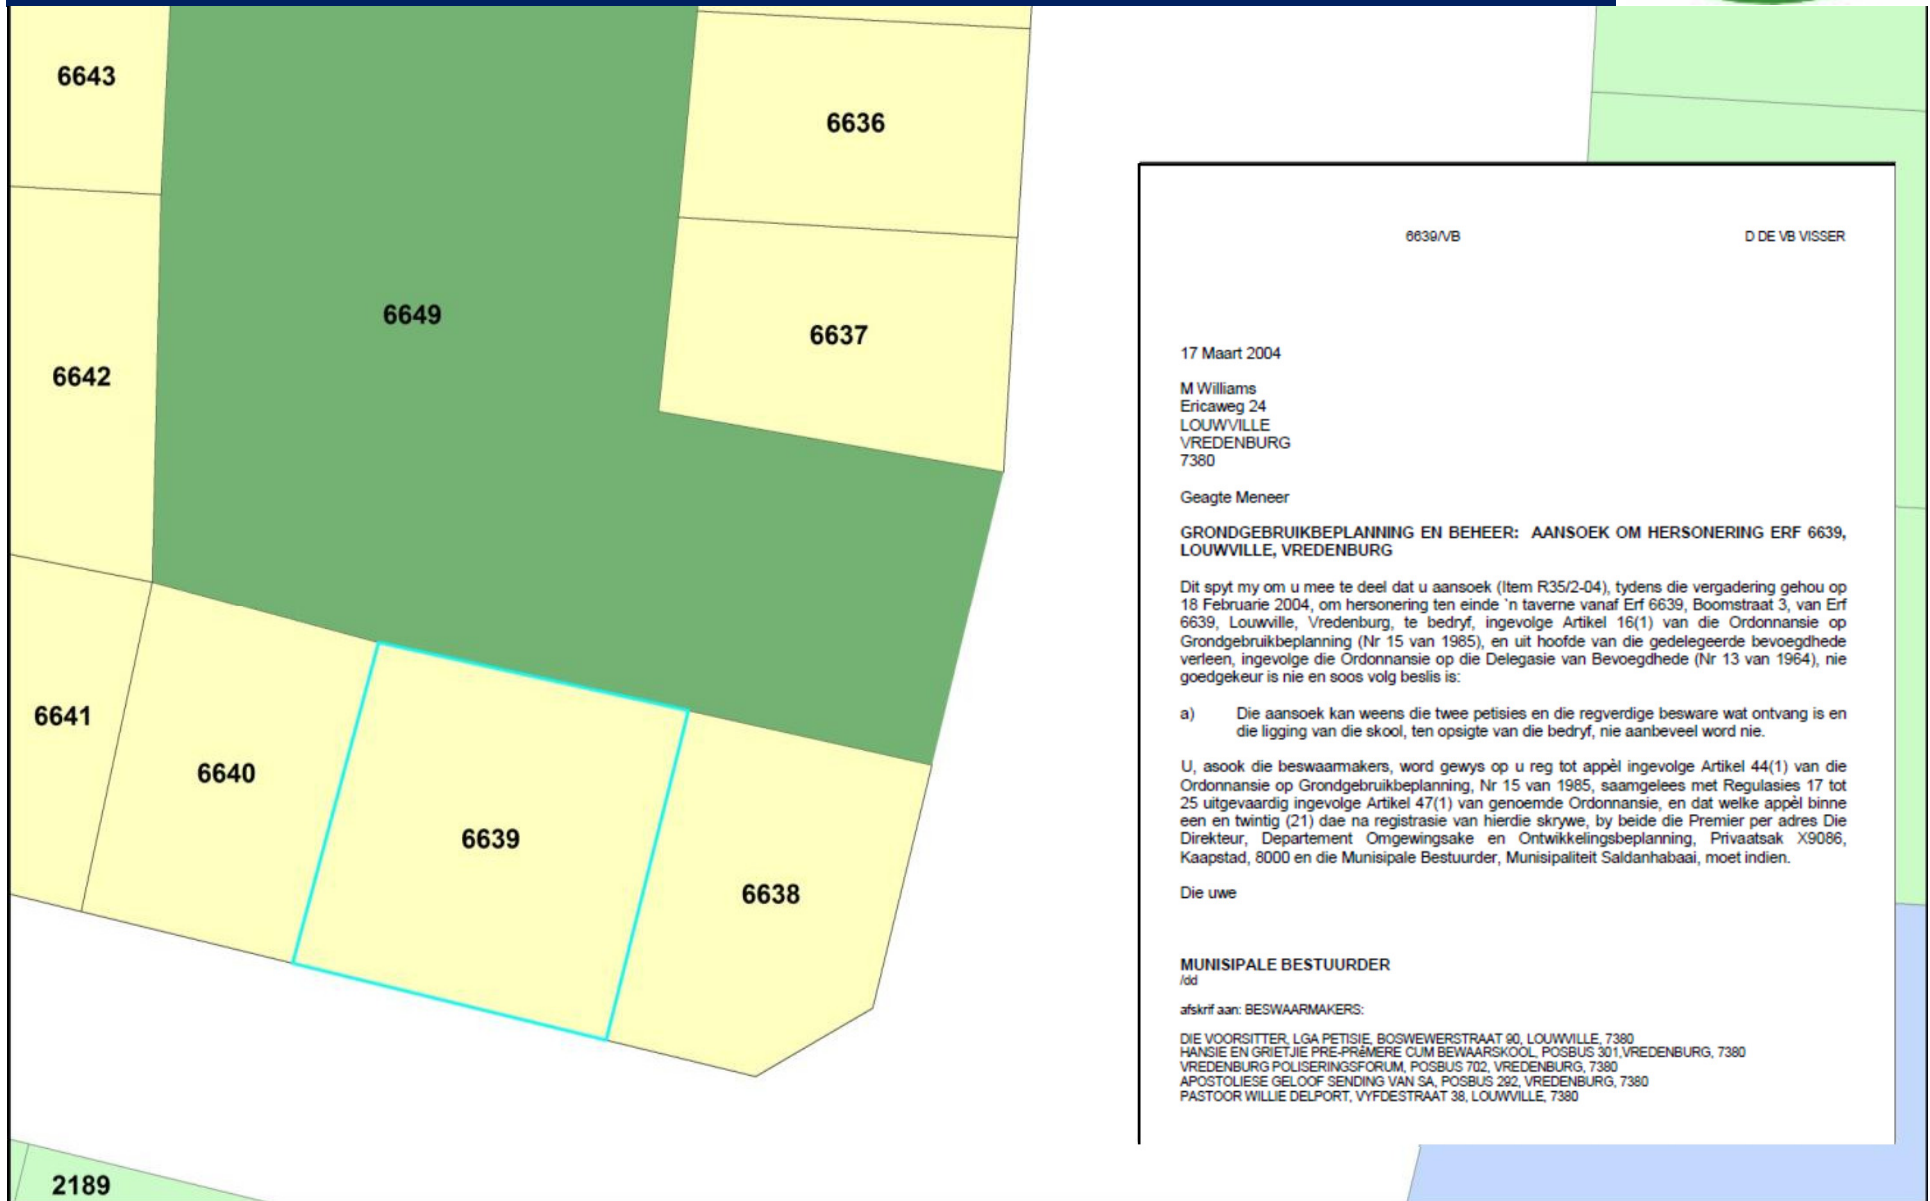 6643
6636
6649
6637
6642
6641
6640
6639
6638
2189
6639/VB D DE VB VISSER
17 Maart 2004
M Williams
Ericaweg 24
LOUWVILLE
VREDENBURG
7380
Geagte Meneer
GRONDGEBRUIKBEPLANNING EN BEHEER: AANSOEK OM HERSONERING ERF 6639,
LOUWVILLE, VREDENBURG
Dit spyt my om u mee te deel dat u aansoek (Item R35/2-04), tydens die vergadering gehou op
18 Februarie 2004, om hersonering ten einde `n taverne vanaf Erf 6639, Boomstraat 3, van Erf
6639, Louwville, Vredenburg, te bedryf, ingevolge Artikel 16(1) van die Ordonnansie op
Grondgebruikbeplanning (Nr 15 van 1985), en uit hoofde van die gedelegeerde bevoegdhede
verleen, ingevolge die Ordonnansie op die Delegasie van Bevoegdhede (Nr 13 van 1964), nie
goedgekeur is nie en soos volg beslis is:
a) Die aansoek kan weens die twee petisies en die regverdige besware wat ontvang is en
die ligging van die skool, ten opsigte van die bedryf, nie aanbeveel word nie.
U, asook die beswaarmakers, word gewys op u reg tot appèl ingevolge Artikel 44(1) van die
Ordonnansie op Grondgebruikbeplanning, Nr 15 van 1985, saamgelees met Regulasies 17 tot
25 uitgevaardig ingevolge Artikel 47(1) van genoemde Ordonnansie, en dat welke appèl binne
een en twintig (21) dae na registrasie van hierdie skrywe, by beide die Premier per adres Die
Direkteur, Departement Omgewingsake en Ontwikkelingsbeplanning, Privaatsak X9086,
Kaapstad, 8000 en die Munisipale Bestuurder, Munisipaliteit Saldanhabaai, moet indien.
Die uwe
MUNISIPALE BESTUURDER
/dd
afskrif aan: BESWAARMAKERS:
DIE VOORSITTER, LGA PETISIE, BOSWEWERSTRAAT 90, LOUWVILLE, 7380
HANSIE EN GRIETJIE PRE-PRêMERE CUM BEWAARSKOOL, POSBUS 301,VREDENBURG, 7380
VREDENBURG POLISERINGSFORUM, POSBUS 702, VREDENBURG, 7380
APOSTOLIESE GELOOF SENDING VAN SA, POSBUS 292, VREDENBURG, 7380
PASTOOR WILLIE DELPORT, VYFDESTRAAT 38, LOUWVILLE, 7380